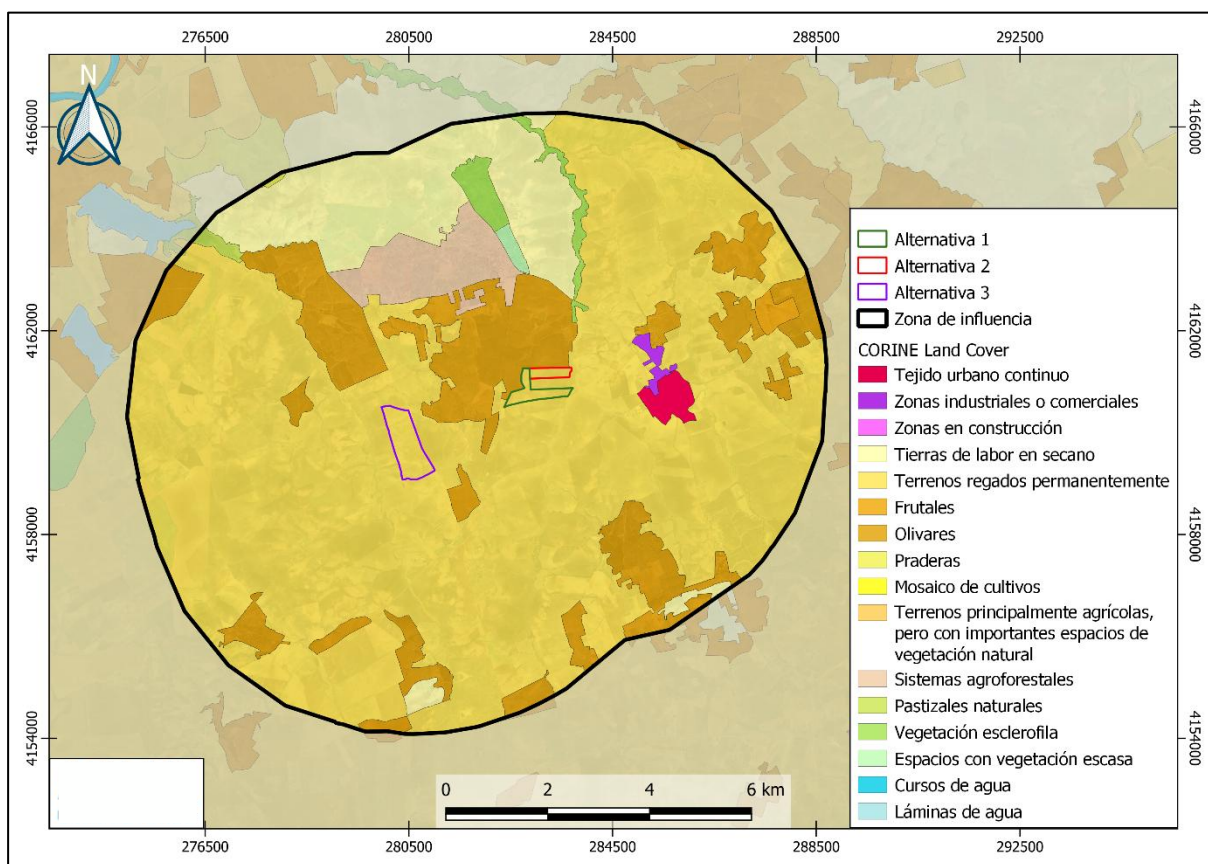 276500 280500 284500 288500 292500
N
4166000 4166000
Alternativa 1
Alternativa 2
Alternativa 3
Zona de influencia
4162000 4162000
CORINE Land Cover
Tejido urbano continuo
Zonas industriales o comerciales
Zonas en construcción
Tierras de labor en secano
Terrenos regados permanentemente
Frutales
4158000 4158000
Olivares
Praderas
Mosaico de cultivos
Terrenos principalmente agrícolas,
pero con importantes espacios de
vegetación natural
Sistemas agroforestales
Pastizales naturales
Vegetación esclerofila
4154000 4154000
Espacios con vegetación escasa
Cursos de agua
Láminas de agua
0 2 4 6 km
276500 280500 284500 288500 292500